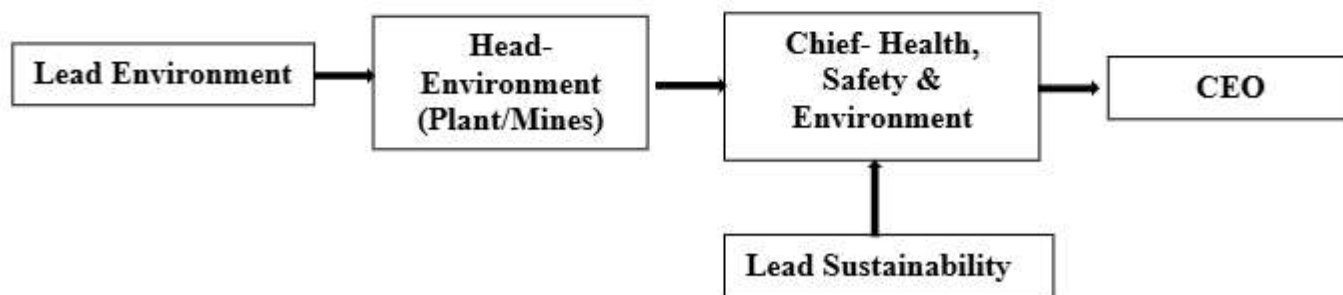 Lead Environment
Head-
Environment
(Plant/Mines)
Chief- Health,
Safety &
Environment
CEO
Lead Sustainability